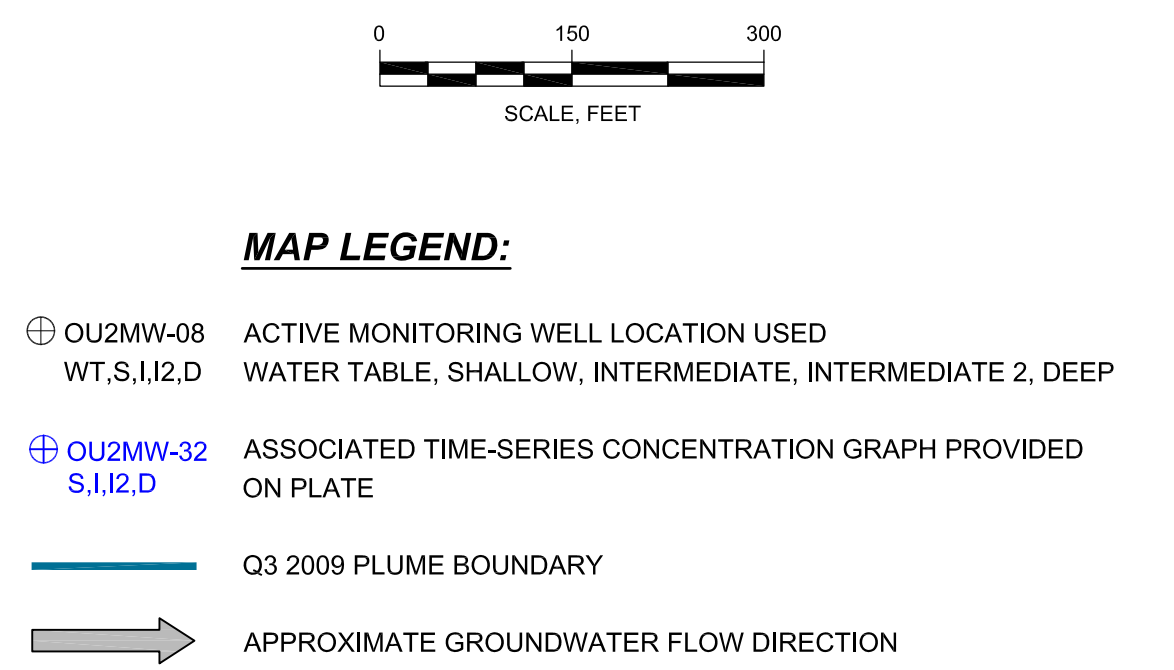 0 150 300
SCALE, FEET
MAP LEGEND:
OU2MW-08 ACTIVE MONITORING WELL LOCATION USED
WT,S,I,I2,D WATER TABLE, SHALLOW, INTERMEDIATE, INTERMEDIATE 2, DEEP
OU2MW-32 ASSOCIATED TIME-SERIES CONCENTRATION GRAPH PROVIDED
S,I,I2,D ON PLATE
Q3 2009 PLUME BOUNDARY
APPROXIMATE GROUNDWATER FLOW DIRECTION